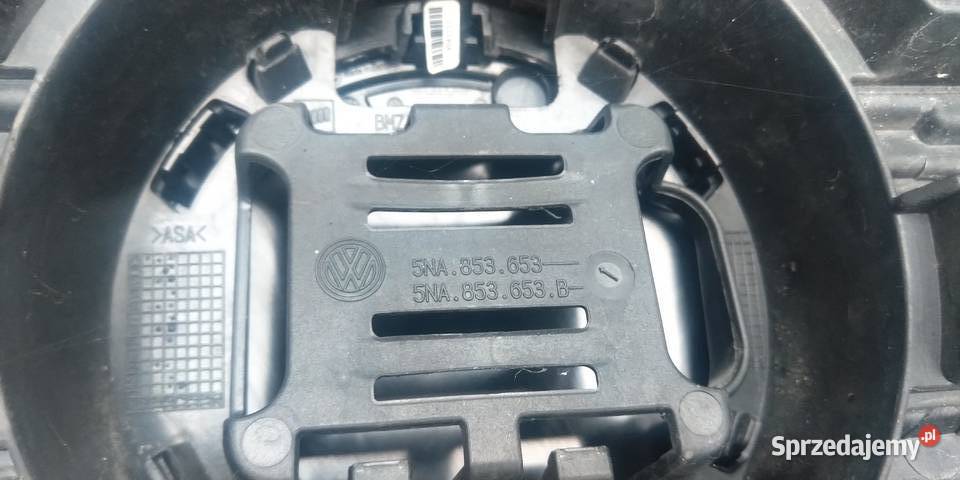 BMZ
>ASA<
5NA.853.653
5NA.853.653.B
Sprzedajemy.pl